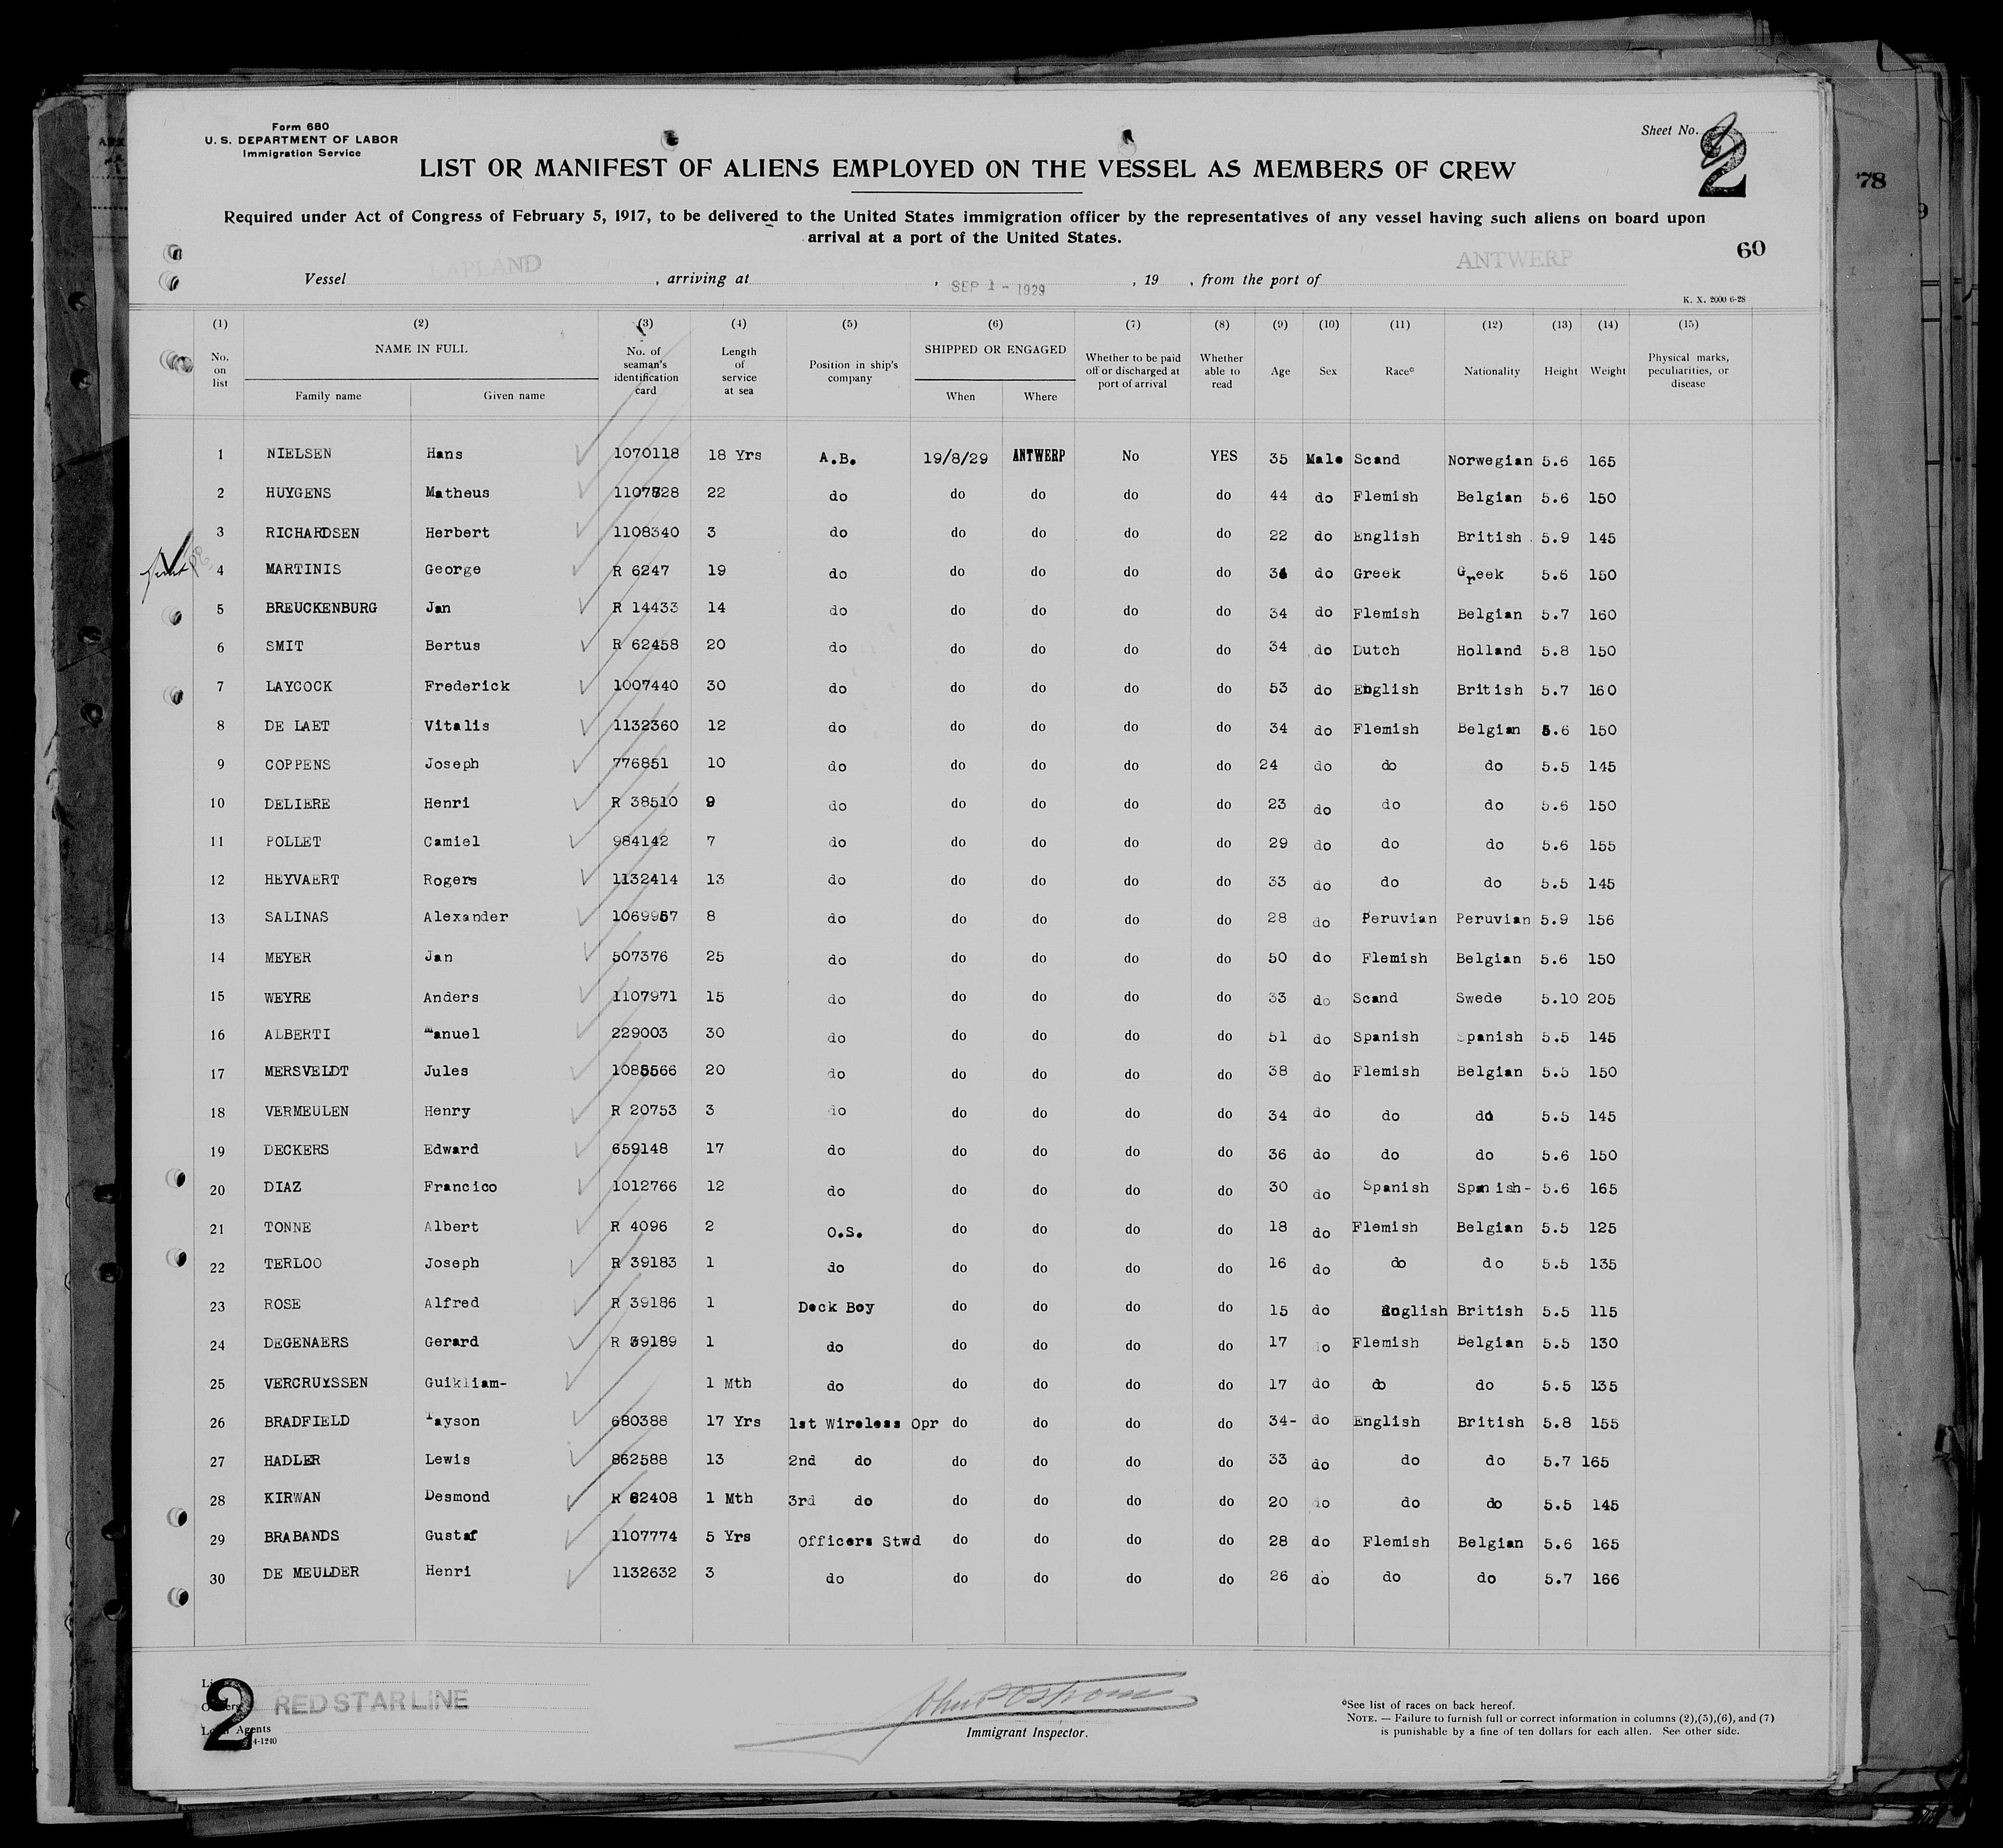 Form 680
U. S. DEPARTMENT OF LABOR
Immigration Service
Sheet No. 2
LIST OR MANIFEST OF ALIENS EMPLOYED ON THE VESSEL AS MEMBERS OF CREW
78
Required under Act of Congress of February 5, 1917, to be delivered to the United States immigration officer by the representatives of any vessel having such aliens on board upon
arrival at a port of the United States.
60
Vessel LAPLAND, arriving at , SEP 1 - 1929, 19 , from the port of ANTWERP
K. X. 2000 6-28
(1) (2) (3) (4) (5) (6) (7) (8) (9) (10) (11) (12) (13) (14) (15)
No. on list NAME IN FULL Family name Given name No. of seaman's identification card Length of service at sea Position in ship's company SHIPPED OR ENGAGED When Where Whether to be paid off or discharged at port of arrival Whether able to read Age Sex Race° Nationality Height Weight Physical marks, peculiarities, or disease
1 NIELSEN Hans 1070118 18 Yrs A.B. 19/8/29 ANTWERP No YES 35 Male Scand Norwegian 5.6 165
2 HUYGENS Matheus 1107828 22 do do do do do 44 do Flemish Belgian 5.6 150
3 RICHARDSEN Herbert 1108340 3 do do do do do 22 do English British 5.9 145
4 MARTINIS George R 6247 19 do do do do do do Greek Greek 5.6 150
5 BREUCKENBURG Jan R 14433 14 do do do do do 34 do Flemish Belgian 5.7 160
6 SMIT Bertus R 62458 20 do do do do do 34 do Dutch Holland 5.8 150
7 LAYCOCK Frederick 1007440 30 do do do do do 53 do English British 5.7 160
8 DE LAET Vitalis 1132360 12 do do do do do 34 do Flemish Belgian 5.6 150
9 COPPENS Joseph 776851 10 do do do do do 24 do do do 5.5 145
10 DELIERE Henri R 38510 9 do do do do do 23 do do do 5.6 150
11 POLLET Camiel 984142 7 do do do do do 29 do do do 5.6 155
12 HEYVAERT Rogers 1132414 13 do do do do do 33 do do do 5.5 145
13 SALINAS Alexander 1069957 8 do do do do do 28 do Peruvian Peruvian 5.9 156
14 MEYER Jan 507376 25 do do do do do 50 do Flemish Belgian 5.6 150
15 WEYRE Anders 1107971 15 do do do do do 33 do Scand Swede 5.10 205
16 ALBERTI Manuel 229003 30 do do do do do 51 do Spanish Spanish 5.5 145
17 MERSVELDT Jules 1085566 20 do do do do do 38 do Flemish Belgian 5.5 150
18 VERMEULEN Henry R 20753 3 do do do do do 34 do do do 5.5 145
19 DECKERS Edward 659148 17 do do do do do 36 do do do 5.6 150
20 DIAZ Francico 1012766 12 do do do do do 30 do Spanish Spanish- 5.6 165
21 TONNE Albert R 4096 2 O.S. do do do do 18 do Flemish Belgian 5.5 125
22 TERLOO Joseph R 39183 1 do do do do do 16 do do do 5.5 135
23 ROSE Alfred R 39186 1 Deck Boy do do do do 15 do English British 5.5 115
24 DEGENAERS Gerard R 39189 1 do do do do do 17 do Flemish Belgian 5.5 130
25 VERCRUYSSEN Guikliam- 1 Mth do do do do do 17 do do do 5.5 135
26 BRADFIELD Tayson 680388 17 Yrs 1st Wireless Opr do do do do 34- do English British 5.8 155
27 HADLER Lewis 862588 13 2nd do do do do do 33 do do do 5.7 165
28 KIRWAN Desmond R 62408 1 Mth 3rd do do do do do 20 do do do 5.5 145
29 BRABANDS Gustaf 1107774 5 Yrs Officers Stwd do do do do 28 do Flemish Belgian 5.6 165
30 DE MEULDER Henri 1132632 3 do do do do do 26 do do do 5.7 166
2 RED STAR LINE
Local Agents
4-1240
Immigrant Inspector.
°See list of races on back hereof.
NOTE. — Failure to furnish full or correct information in columns (2),(5),(6), and (7)
is punishable by a fine of ten dollars for each alien. See other side.